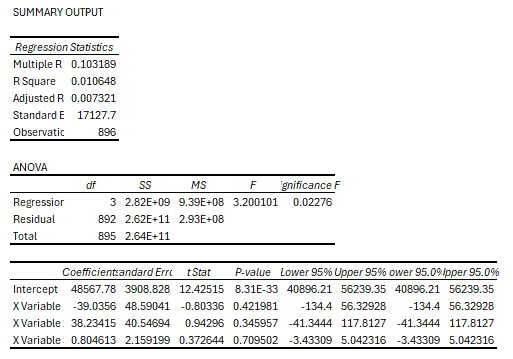 SUMMARY OUTPUT
Regression Statistics
Multiple R 0.103189
R Square 0.010648
Adjusted R 0.007321
Standard E 17127.7
Observatic 896
ANOVA
df SS MS F gnificance F
Regressior 3 2.82E+09 9.39E+08 3.200101 0.02276
Residual 892 2.62E+11 2.93E+08
Total 895 2.64E+11
Coefficients andard Errc t Stat P-value Lower 95% Upper 95% ower 95.0% Ipper 95.0%
Intercept 48567.78 3908.828 12.42515 8.31E-33 40896.21 56239.35 40896.21 56239.35
X Variable -39.0356 48.59041 -0.80336 0.421981 -134.4 56.32928 -134.4 56.32928
X Variable 38.23415 40.54694 0.94296 0.345957 -41.3444 117.8127 -41.3444 117.8127
X Variable 0.804613 2.159199 0.372644 0.709502 -3.43309 5.042316 -3.43309 5.042316